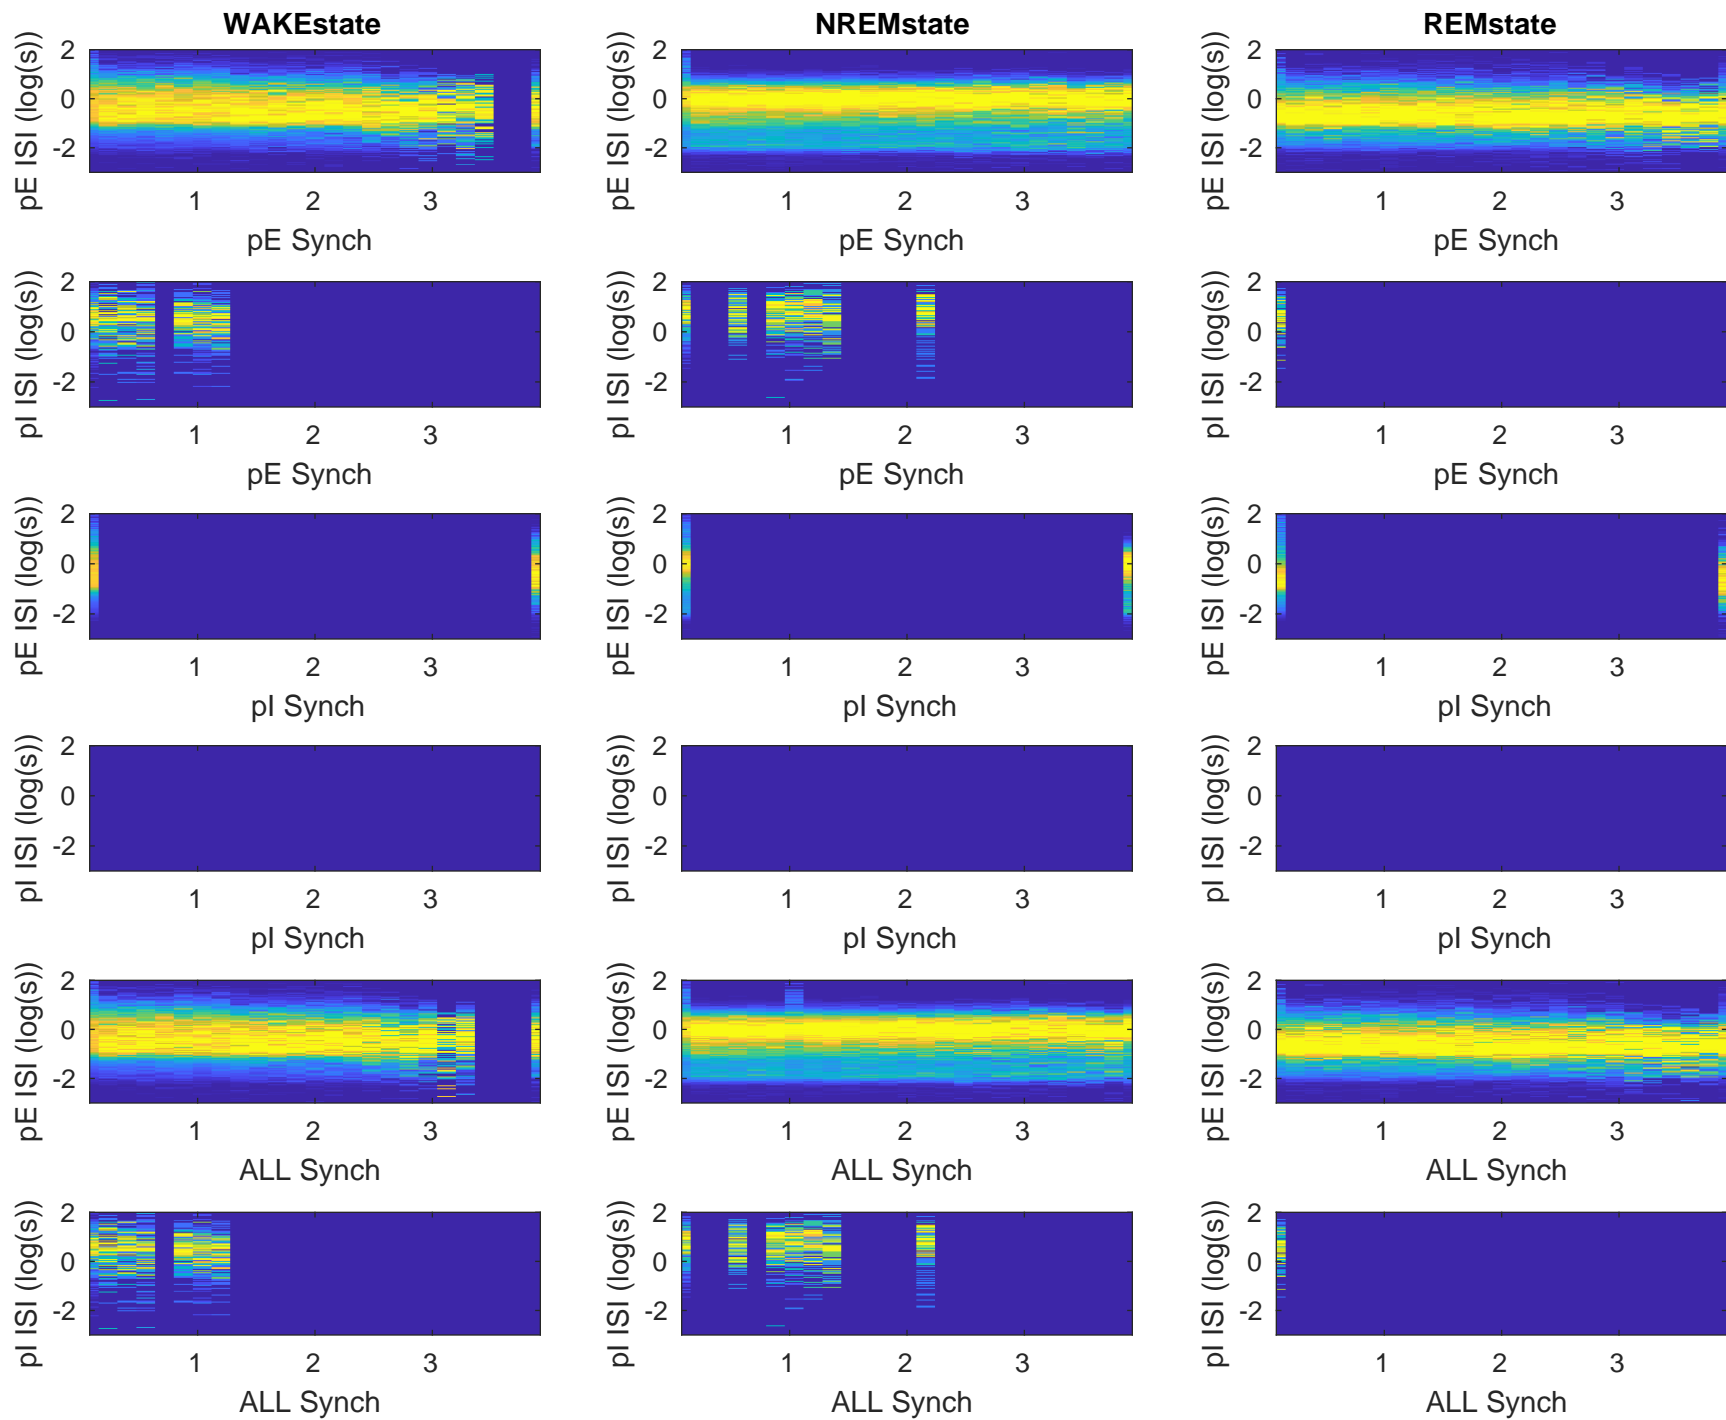 WAKEstate NREMstate REMstate
pE ISI (log(s)) 2 0 -2 pE ISI (log(s)) 2 0 -2 pE ISI (log(s)) 2 0 -2
1 2 3 1 2 3 1 2 3
pE Synch pE Synch pE Synch
pI ISI (log(s)) 2 0 -2 pI ISI (log(s)) 2 0 -2 pI ISI (log(s)) 2 0 -2
1 2 3 1 2 3 1 2 3
pE Synch pE Synch pE Synch
pE ISI (log(s)) 2 0 -2 pE ISI (log(s)) 2 0 -2 pE ISI (log(s)) 2 0 -2
1 2 3 1 2 3 1 2 3
pI Synch pI Synch pI Synch
pI ISI (log(s)) 2 0 -2 pI ISI (log(s)) 2 0 -2 pI ISI (log(s)) 2 0 -2
1 2 3 1 2 3 1 2 3
pI Synch pI Synch pI Synch
pE ISI (log(s)) 2 0 -2 pE ISI (log(s)) 2 0 -2 pE ISI (log(s)) 2 0 -2
1 2 3 1 2 3 1 2 3
ALL Synch ALL Synch ALL Synch
pI ISI (log(s)) 2 0 -2 pI ISI (log(s)) 2 0 -2 pI ISI (log(s)) 2 0 -2
1 2 3 1 2 3 1 2 3
ALL Synch ALL Synch ALL Synch